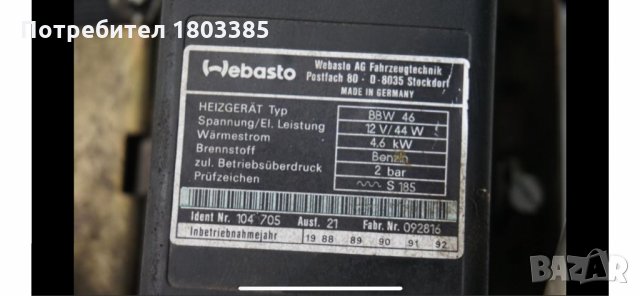 Потребител 1803385
Webasto
Webasto AG Fahrzeugtechnik
Postfach 80 - D-8035 Stockdorf
MADE IN GERMANY
HEIZGERÄT Typ BBW 46
Spannung/El. Leistung 12 V/44 W
Wärmestrom 4.6 kW
Brennstoff Benzin
zul. Betriebsüberdruck 2 bar
Prüfzeichen S 185
Ident Nr. 104 705 Ausf. 21 Fahr. Nr. 092816
Inbetriebnahmejahr 19 88 89 90 91 92
BAZAR